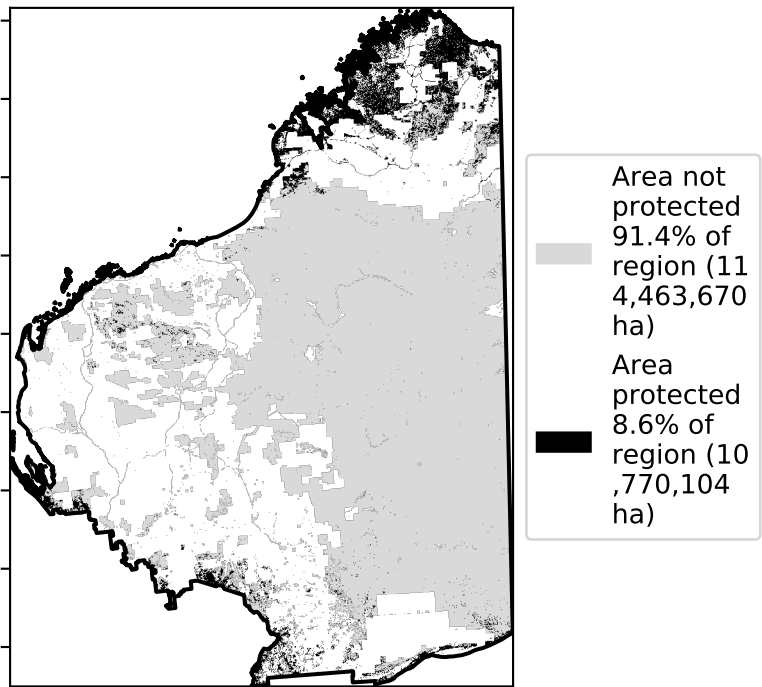 Area not
protected
91.4% of
region (11
4,463,670
ha)
Area
protected
8.6% of
region (10
,770,104
ha)